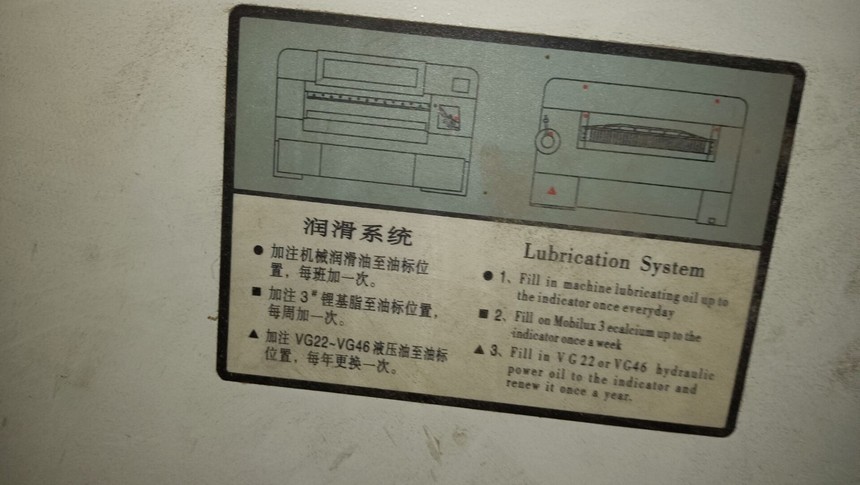 润滑系统
● 加注机械润滑油至油标位
置，每班加一次。
■ 加注 3# 锂基脂至油标位置，
每周加一次。
▲ 加注 VG22~VG46 液压油至油标
位置，每年更换一次。
Lubrication System
● 1、Fill in machine lubricating oil up to
the indicator once everyday
■ 2、Fill on Mobilux 3 ecalcium up to the
indicator once a week
▲ 3、Fill in VG 22 or VG46 hydraulic
power oil to the indicator and
renew it once a year.